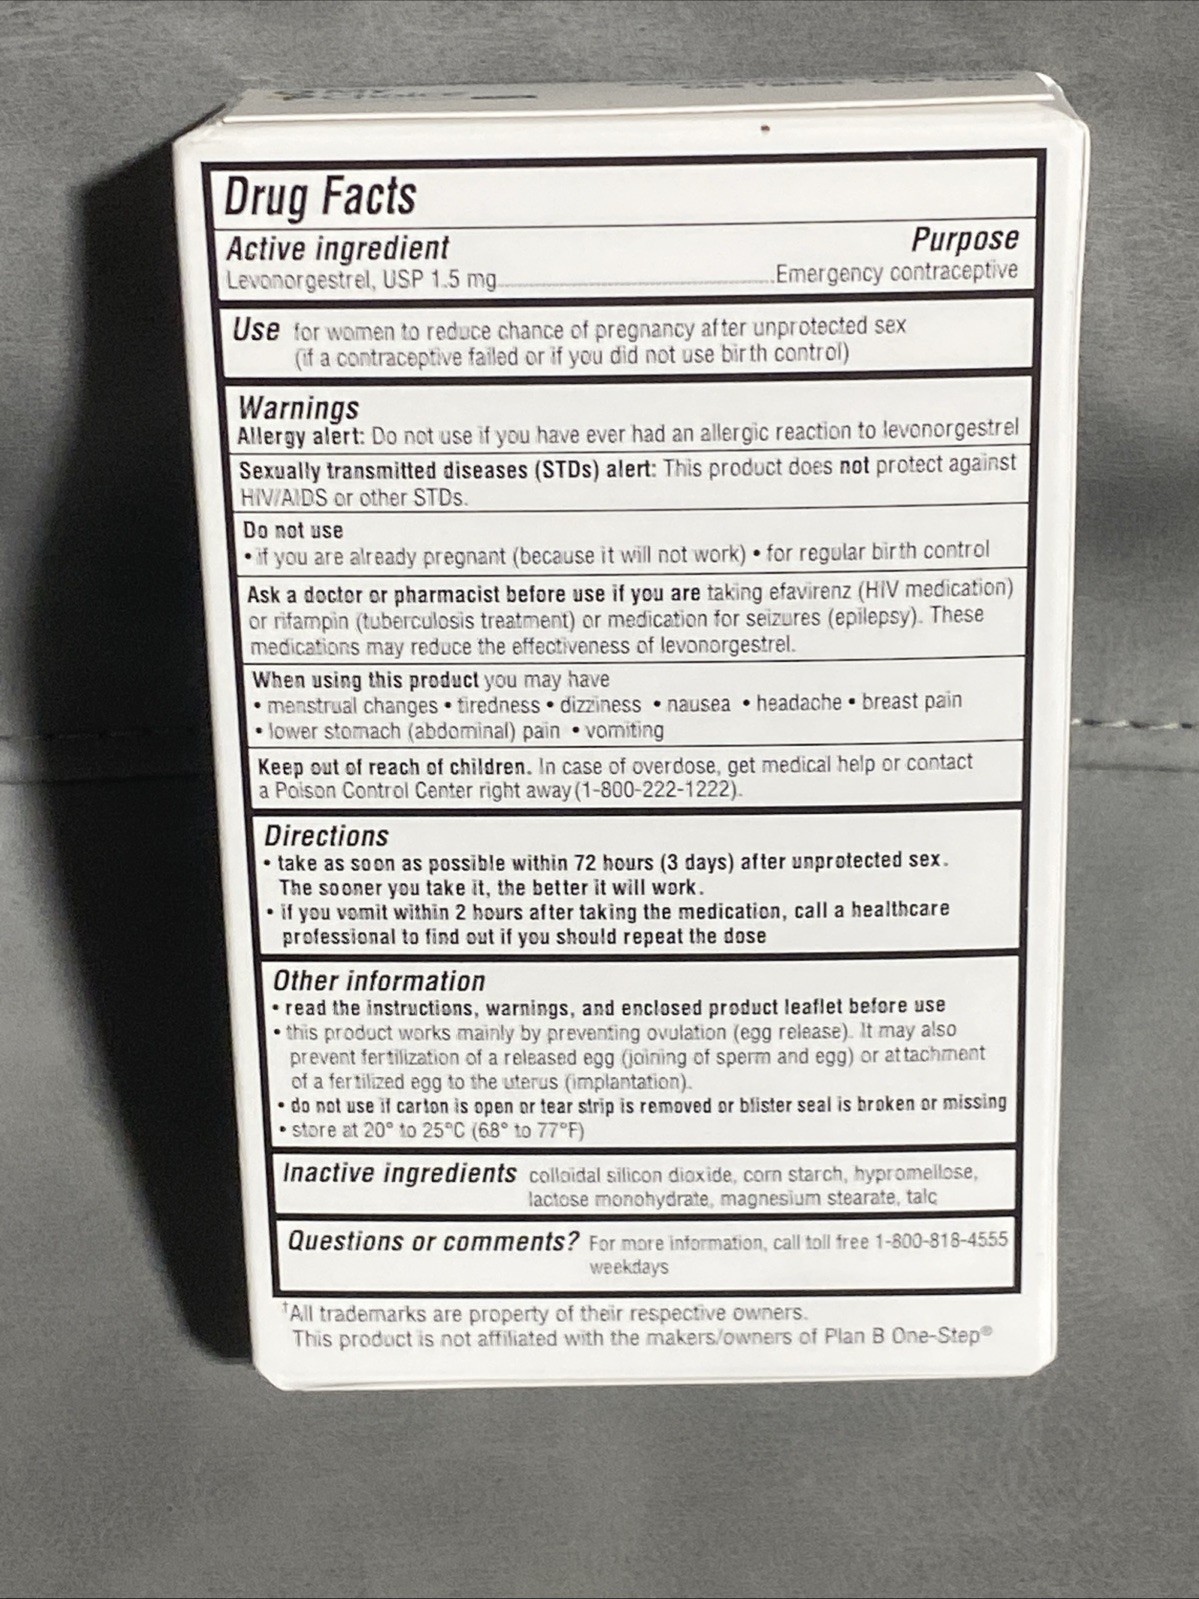 CHOICE
Drug Facts
Active ingredient Purpose
Levonorgestrel, USP 1.5 mg Emergency contraceptive
Use for women to reduce chance of pregnancy after unprotected sex
(if a contraceptive failed or if you did not use birth control)
Warnings
Allergy alert: Do not use if you have ever had an allergic reaction to levonorgestrel
Sexually transmitted diseases (STDs) alert: This product does not protect against
HIV/AIDS or other STDs.
Do not use
• if you are already pregnant (because it will not work) • for regular birth control
Ask a doctor or pharmacist before use if you are taking efavirenz (HIV medication)
or rifampin (tuberculosis treatment) or medication for seizures (epilepsy). These
medications may reduce the effectiveness of levonorgestrel.
When using this product you may have
• menstrual changes • tiredness • dizziness • nausea • headache • breast pain
• lower stomach (abdominal) pain • vomiting
Keep out of reach of children. In case of overdose, get medical help or contact
a Poison Control Center right away (1-800-222-1222).
Directions
• take as soon as possible within 72 hours (3 days) after unprotected sex.
The sooner you take it, the better it will work.
• if you vomit within 2 hours after taking the medication, call a healthcare
professional to find out if you should repeat the dose
Other information
• read the instructions, warnings, and enclosed product leaflet before use
• this product works mainly by preventing ovulation (egg release). It may also
prevent fertilization of a released egg (joining of sperm and egg) or attachment
of a fertilized egg to the uterus (implantation).
• do not use if carton is open or tear strip is removed or blister seal is broken or missing
• store at 20° to 25°C (68° to 77°F)
Inactive ingredients colloidal silicon dioxide, corn starch, hypromellose,
lactose monohydrate, magnesium stearate, talc
Questions or comments? For more information, call toll free 1-800-818-4555
weekdays
†All trademarks are property of their respective owners.
This product is not affiliated with the makers/owners of Plan B One-Step®